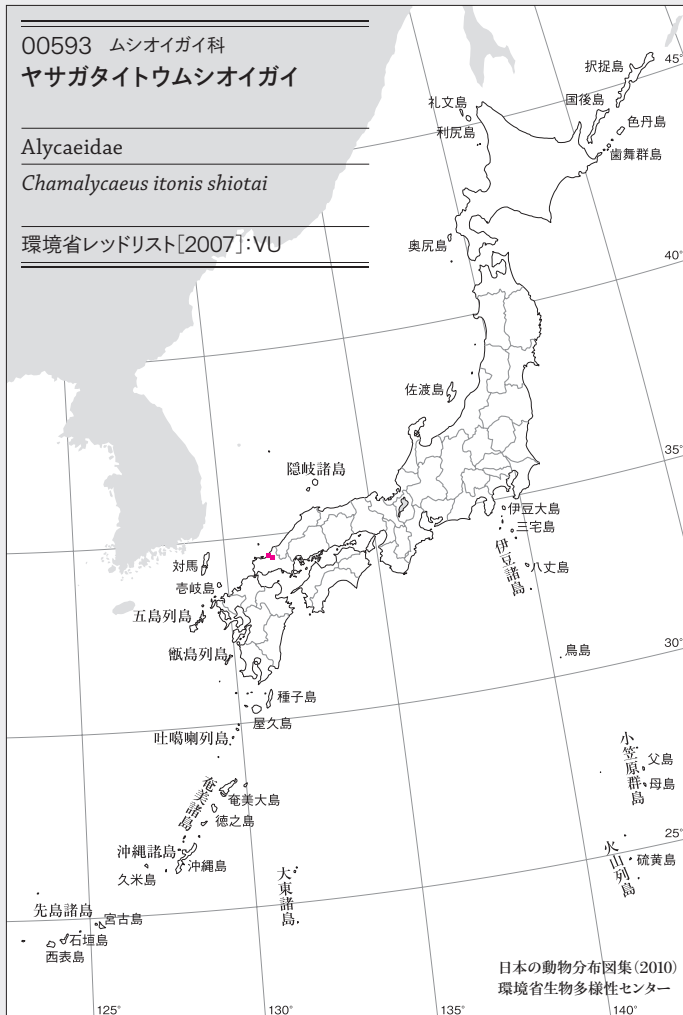 00593 ムシオイガイ科
ヤサガタイトウムシオイガイ
Alycaeidae
Chamalycaeus itonis shiotai
環境省レッドリスト[2007]:VU
択捉島
45°
礼文島
国後島
色丹島
利尻島
歯舞群島
奥尻島
40°
佐渡島
35°
隠岐諸島
伊豆大島
三宅島
伊豆諸島
八丈島
対馬
壱岐島
五島列島
甑島列島
鳥島
30°
種子島
屋久島
吐噶喇列島
小笠原群島
父島
母島
奄美諸島
奄美大島
徳之島
25°
沖縄諸島
沖縄島
久米島
大東諸島
火山列島
硫黄島
先島諸島
宮古島
石垣島
西表島
日本の動物分布図集(2010)
環境省生物多様性センター
125°
130°
135°
140°